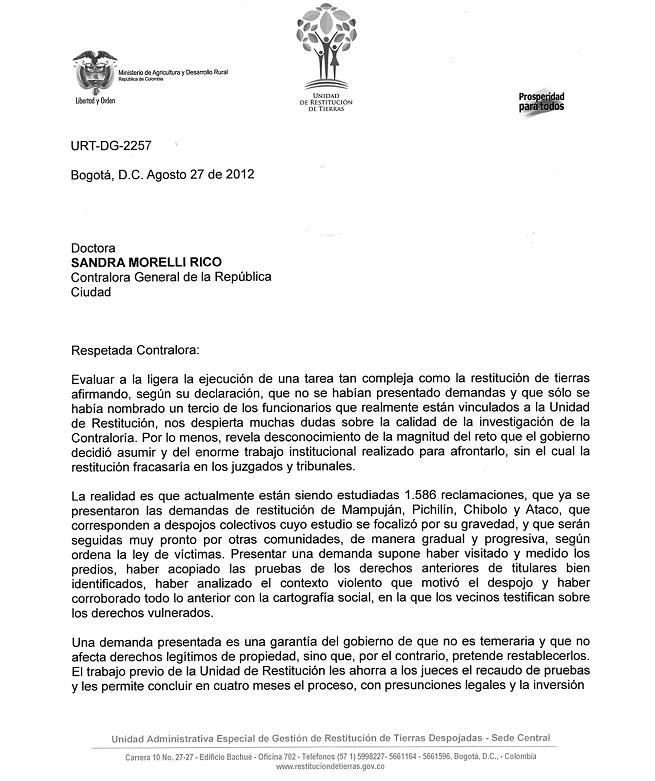 Ministerio de Agricultura y Desarrollo Rural
República de Colombia
Libertad y Orden
UNIDAD
DE RESTITUCIÓN
DE TIERRAS
Prosperidad
para todos
URT-DG-2257
Bogotá, D.C. Agosto 27 de 2012
Doctora
SANDRA MORELLI RICO
Contralora General de la República
Ciudad
Respetada Contralora:
Evaluar a la ligera la ejecución de una tarea tan compleja como la restitución de tierras
afirmando, según su declaración, que no se habían presentado demandas y que sólo se
había nombrado un tercio de los funcionarios que realmente están vinculados a la Unidad
de Restitución, nos despierta muchas dudas sobre la calidad de la investigación de la
Contraloría. Por lo menos, revela desconocimiento de la magnitud del reto que el gobierno
decidió asumir y del enorme trabajo institucional realizado para afrontarlo, sin el cual la
restitución fracasaría en los juzgados y tribunales.
La realidad es que actualmente están siendo estudiadas 1.586 reclamaciones, que ya se
presentaron las demandas de restitución de Mampuján, Pichilín, Chibolo y Ataco, que
corresponden a despojos colectivos cuyo estudio se focalizó por su gravedad, y que serán
seguidas muy pronto por otras comunidades, de manera gradual y progresiva, según
ordena la ley de víctimas. Presentar una demanda supone haber visitado y medido los
predios, haber acopiado las pruebas de los derechos anteriores de titulares bien
identificados, haber analizado el contexto violento que motivó el despojo y haber
corroborado todo lo anterior con la cartografía social, en la que los vecinos testifican sobre
los derechos vulnerados.
Una demanda presentada es una garantía del gobierno de que no es temeraria y que no
afecta derechos legítimos de propiedad, sino que, por el contrario, pretende restablecerlos.
El trabajo previo de la Unidad de Restitución les ahorra a los jueces el recaudo de pruebas
y les permite concluir en cuatro meses el proceso, con presunciones legales y la inversión
Unidad Administrativa Especial de Gestión de Restitución de Tierras Despojadas - Sede Central
Carrera 10 No. 27-27 - Edificio Bachué - Oficina 702 - Teléfonos (57 1) 5998227- 5661164 - 5661596, Bogotá, D.C., - Colombia
www.restituciondetierras.gov.co